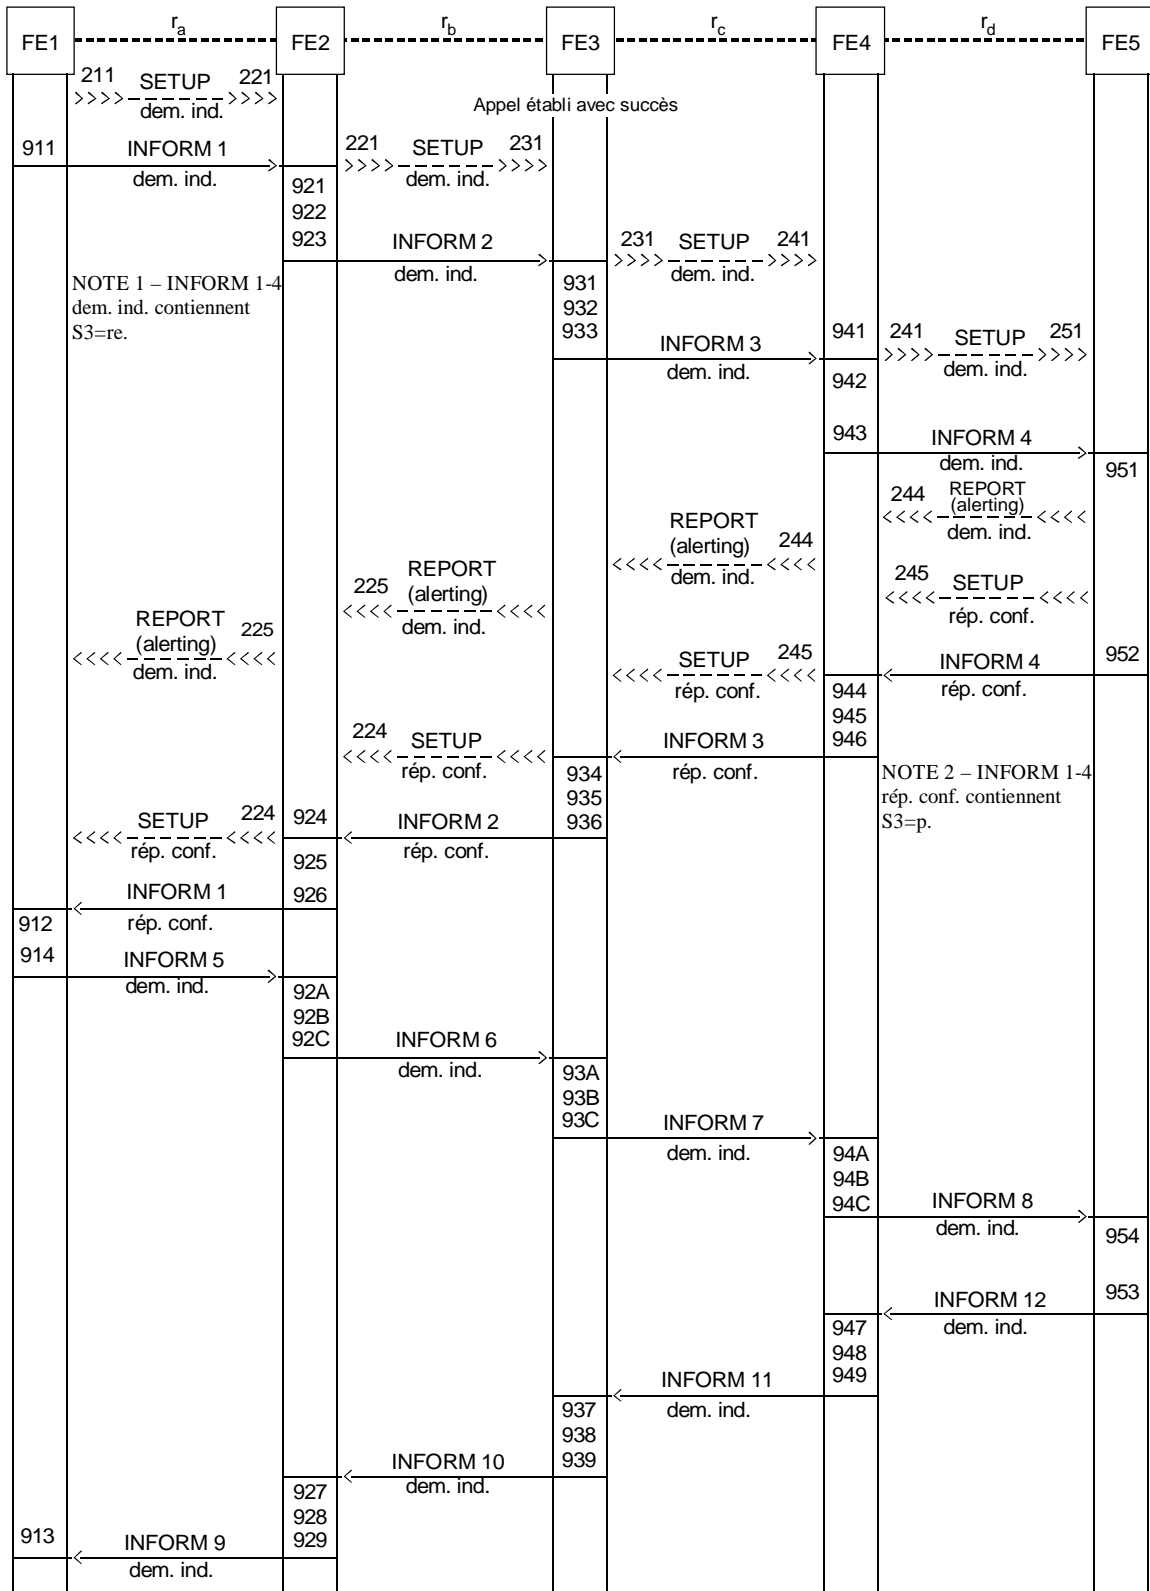 FE1 r_a FE2 r_b FE3 r_c FE4 r_d FE5
211 SETUP 221
dem. ind.
Appel établi avec succès
911 INFORM 1
dem. ind.
221 SETUP 231
dem. ind.
921
922
923
INFORM 2
dem. ind.
231 SETUP 241
dem. ind.
NOTE 1 – INFORM 1-4
dem. ind. contiennent
S3=re.
931
932
933
INFORM 3
dem. ind.
941
241 SETUP 251
dem. ind.
942
943
INFORM 4
dem. ind.
951
244 REPORT
(alerting)
dem. ind.
REPORT
(alerting) 244
dem. ind.
225 REPORT
(alerting)
dem. ind.
245 SETUP
rép. conf.
REPORT
(alerting) 225
dem. ind.
SETUP 245
rép. conf.
INFORM 4 952
rép. conf.
944
945
946
224 SETUP
rép. conf.
INFORM 3
rép. conf.
934
935
936
NOTE 2 – INFORM 1-4
rép. conf. contiennent
S3=p.
SETUP 224
rép. conf.
924
INFORM 2
rép. conf.
925
926
INFORM 1
rép. conf.
912
914
INFORM 5
dem. ind.
92A
92B
92C
INFORM 6
dem. ind.
93A
93B
93C
INFORM 7
dem. ind.
94A
94B
94C
INFORM 8
dem. ind.
954
953
INFORM 12
dem. ind.
947
948
949
INFORM 11
dem. ind.
937
938
939
INFORM 10
dem. ind.
927
928
929
913
INFORM 9
dem. ind.